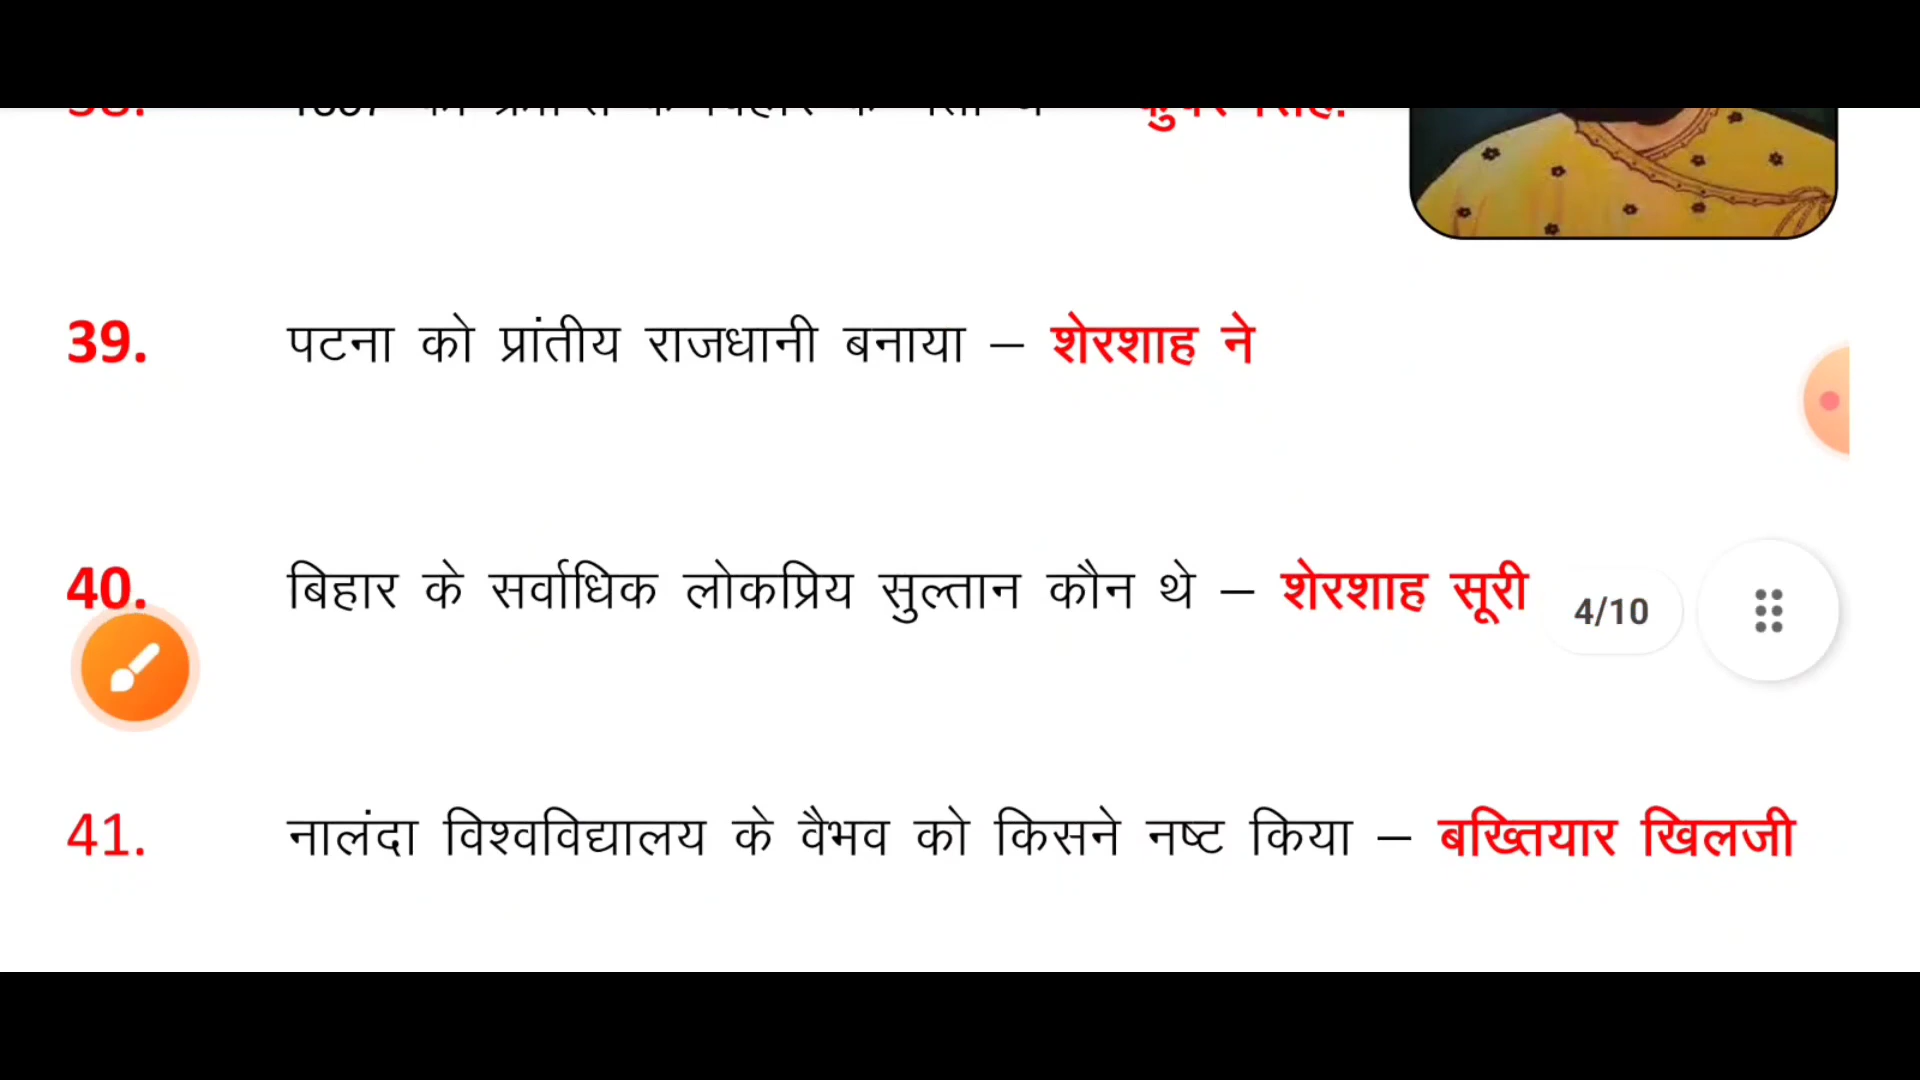 39. पटना को प्रांतीय राजधानी बनाया – शेरशाह ने
40. बिहार के सर्वाधिक लोकप्रिय सुल्तान कौन थे – शेरशाह सूरी
4/10
41. नालंदा विश्वविद्यालय के वैभव को किसने नष्ट किया – बख्तियार खिलजी